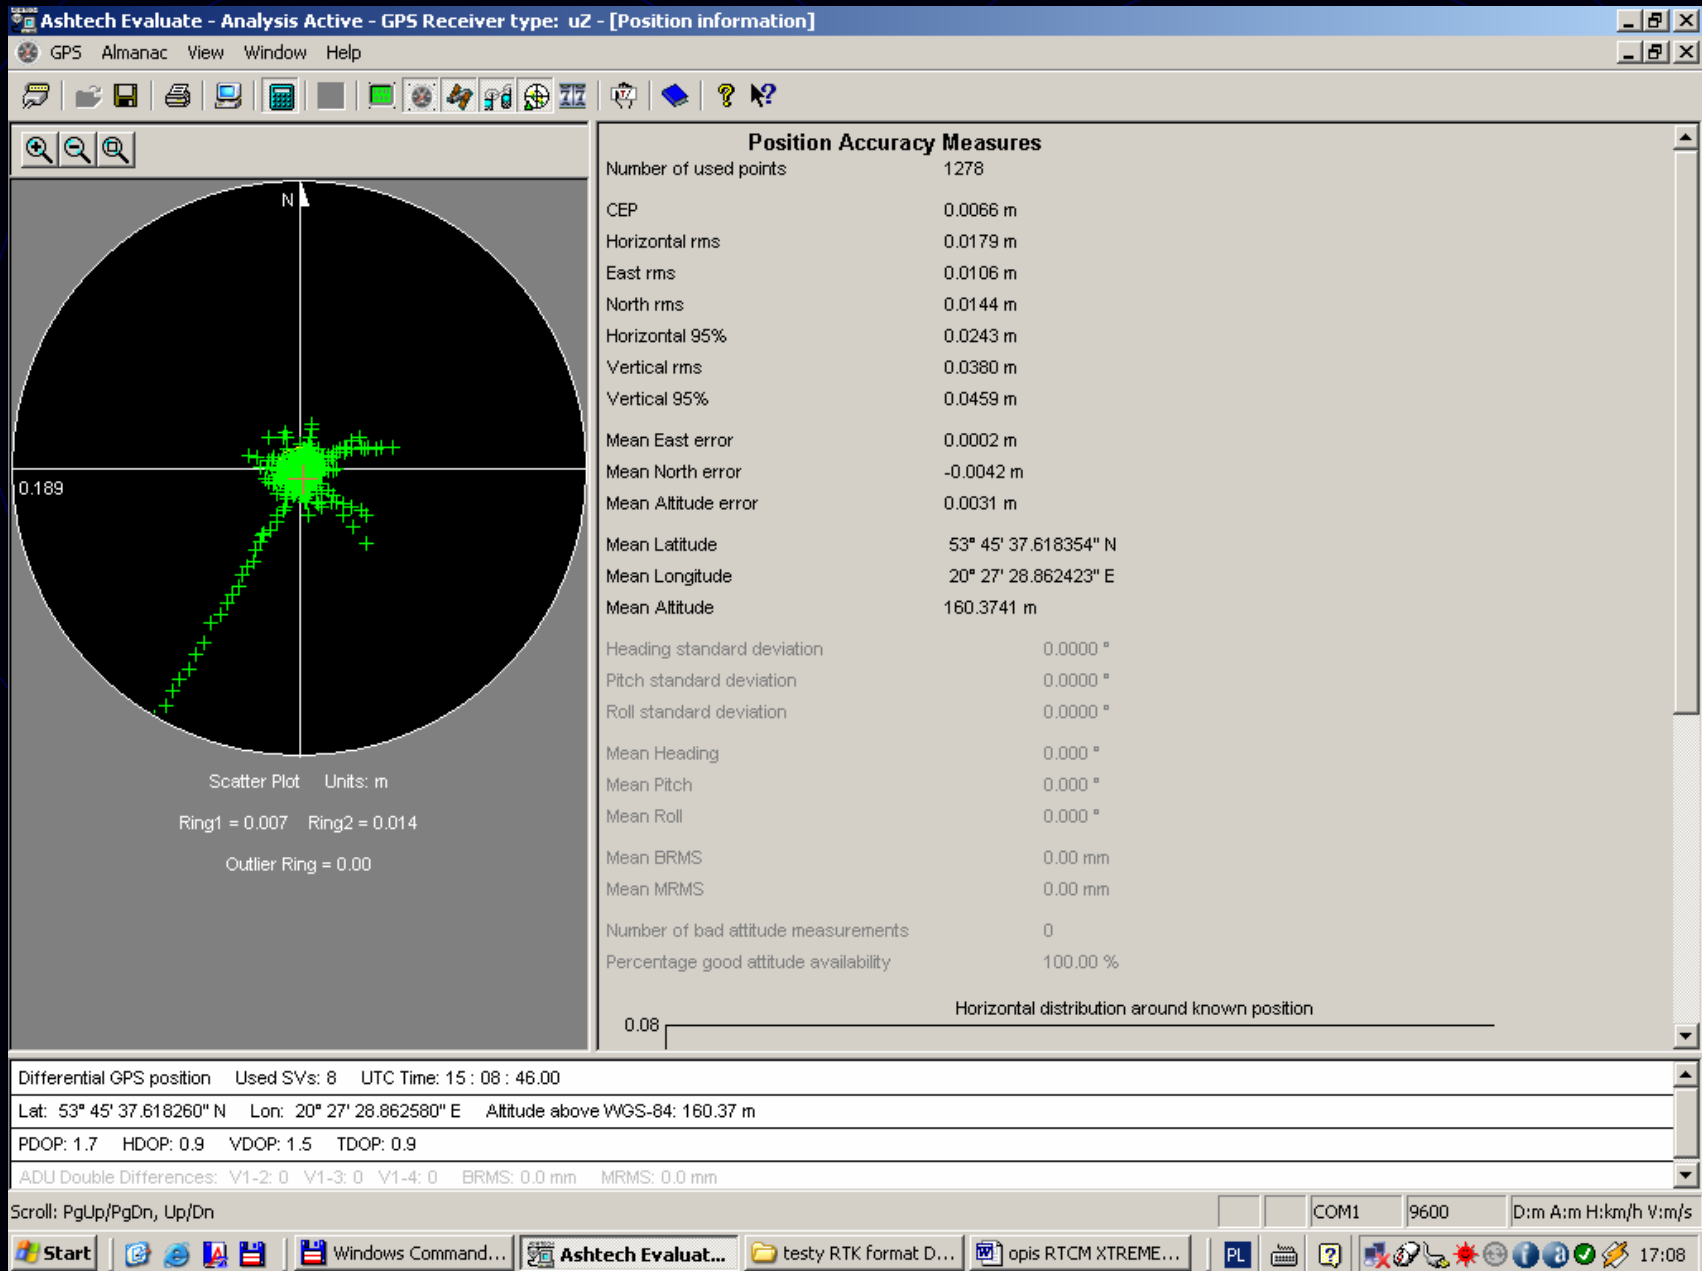 Ashtech Evaluate - Analysis Active - GPS Receiver type: uZ - [Position information]
GPS Almanac View Window Help
N
0.189
Scatter Plot Units: m
Ring1 = 0.007 Ring2 = 0.014
Outlier Ring = 0.00
Position Accuracy Measures
Number of used points 1278
CEP 0.0066 m
Horizontal rms 0.0179 m
East rms 0.0106 m
North rms 0.0144 m
Horizontal 95% 0.0243 m
Vertical rms 0.0380 m
Vertical 95% 0.0459 m
Mean East error 0.0002 m
Mean North error -0.0042 m
Mean Altitude error 0.0031 m
Mean Latitude 53° 45' 37.618354" N
Mean Longitude 20° 27' 28.862423" E
Mean Altitude 160.3741 m
Heading standard deviation 0.0000 °
Pitch standard deviation 0.0000 °
Roll standard deviation 0.0000 °
Mean Heading 0.000 °
Mean Pitch 0.000 °
Mean Roll 0.000 °
Mean BRMS 0.00 mm
Mean MRMS 0.00 mm
Number of bad attitude measurements 0
Percentage good attitude availability 100.00 %
Horizontal distribution around known position
0.08
Differential GPS position Used SVs: 8 UTC Time: 15 : 08 : 46.00
Lat: 53° 45' 37.618260" N Lon: 20° 27' 28.862580" E Altitude above WGS-84: 160.37 m
PDOP: 1.7 HDOP: 0.9 VDOP: 1.5 TDOP: 0.9
ADU Double Differences: V1-2: 0 V1-3: 0 V1-4: 0 BRMS: 0.0 mm MRMS: 0.0 mm
Scroll: PgUp/PgDn, Up/Dn COM1 9600 D:m A:m H:km/h V:m/s
Start Windows Command... Ashtech Evaluat... testy RTK format D... opis RTCM XTREME... PL 17:08